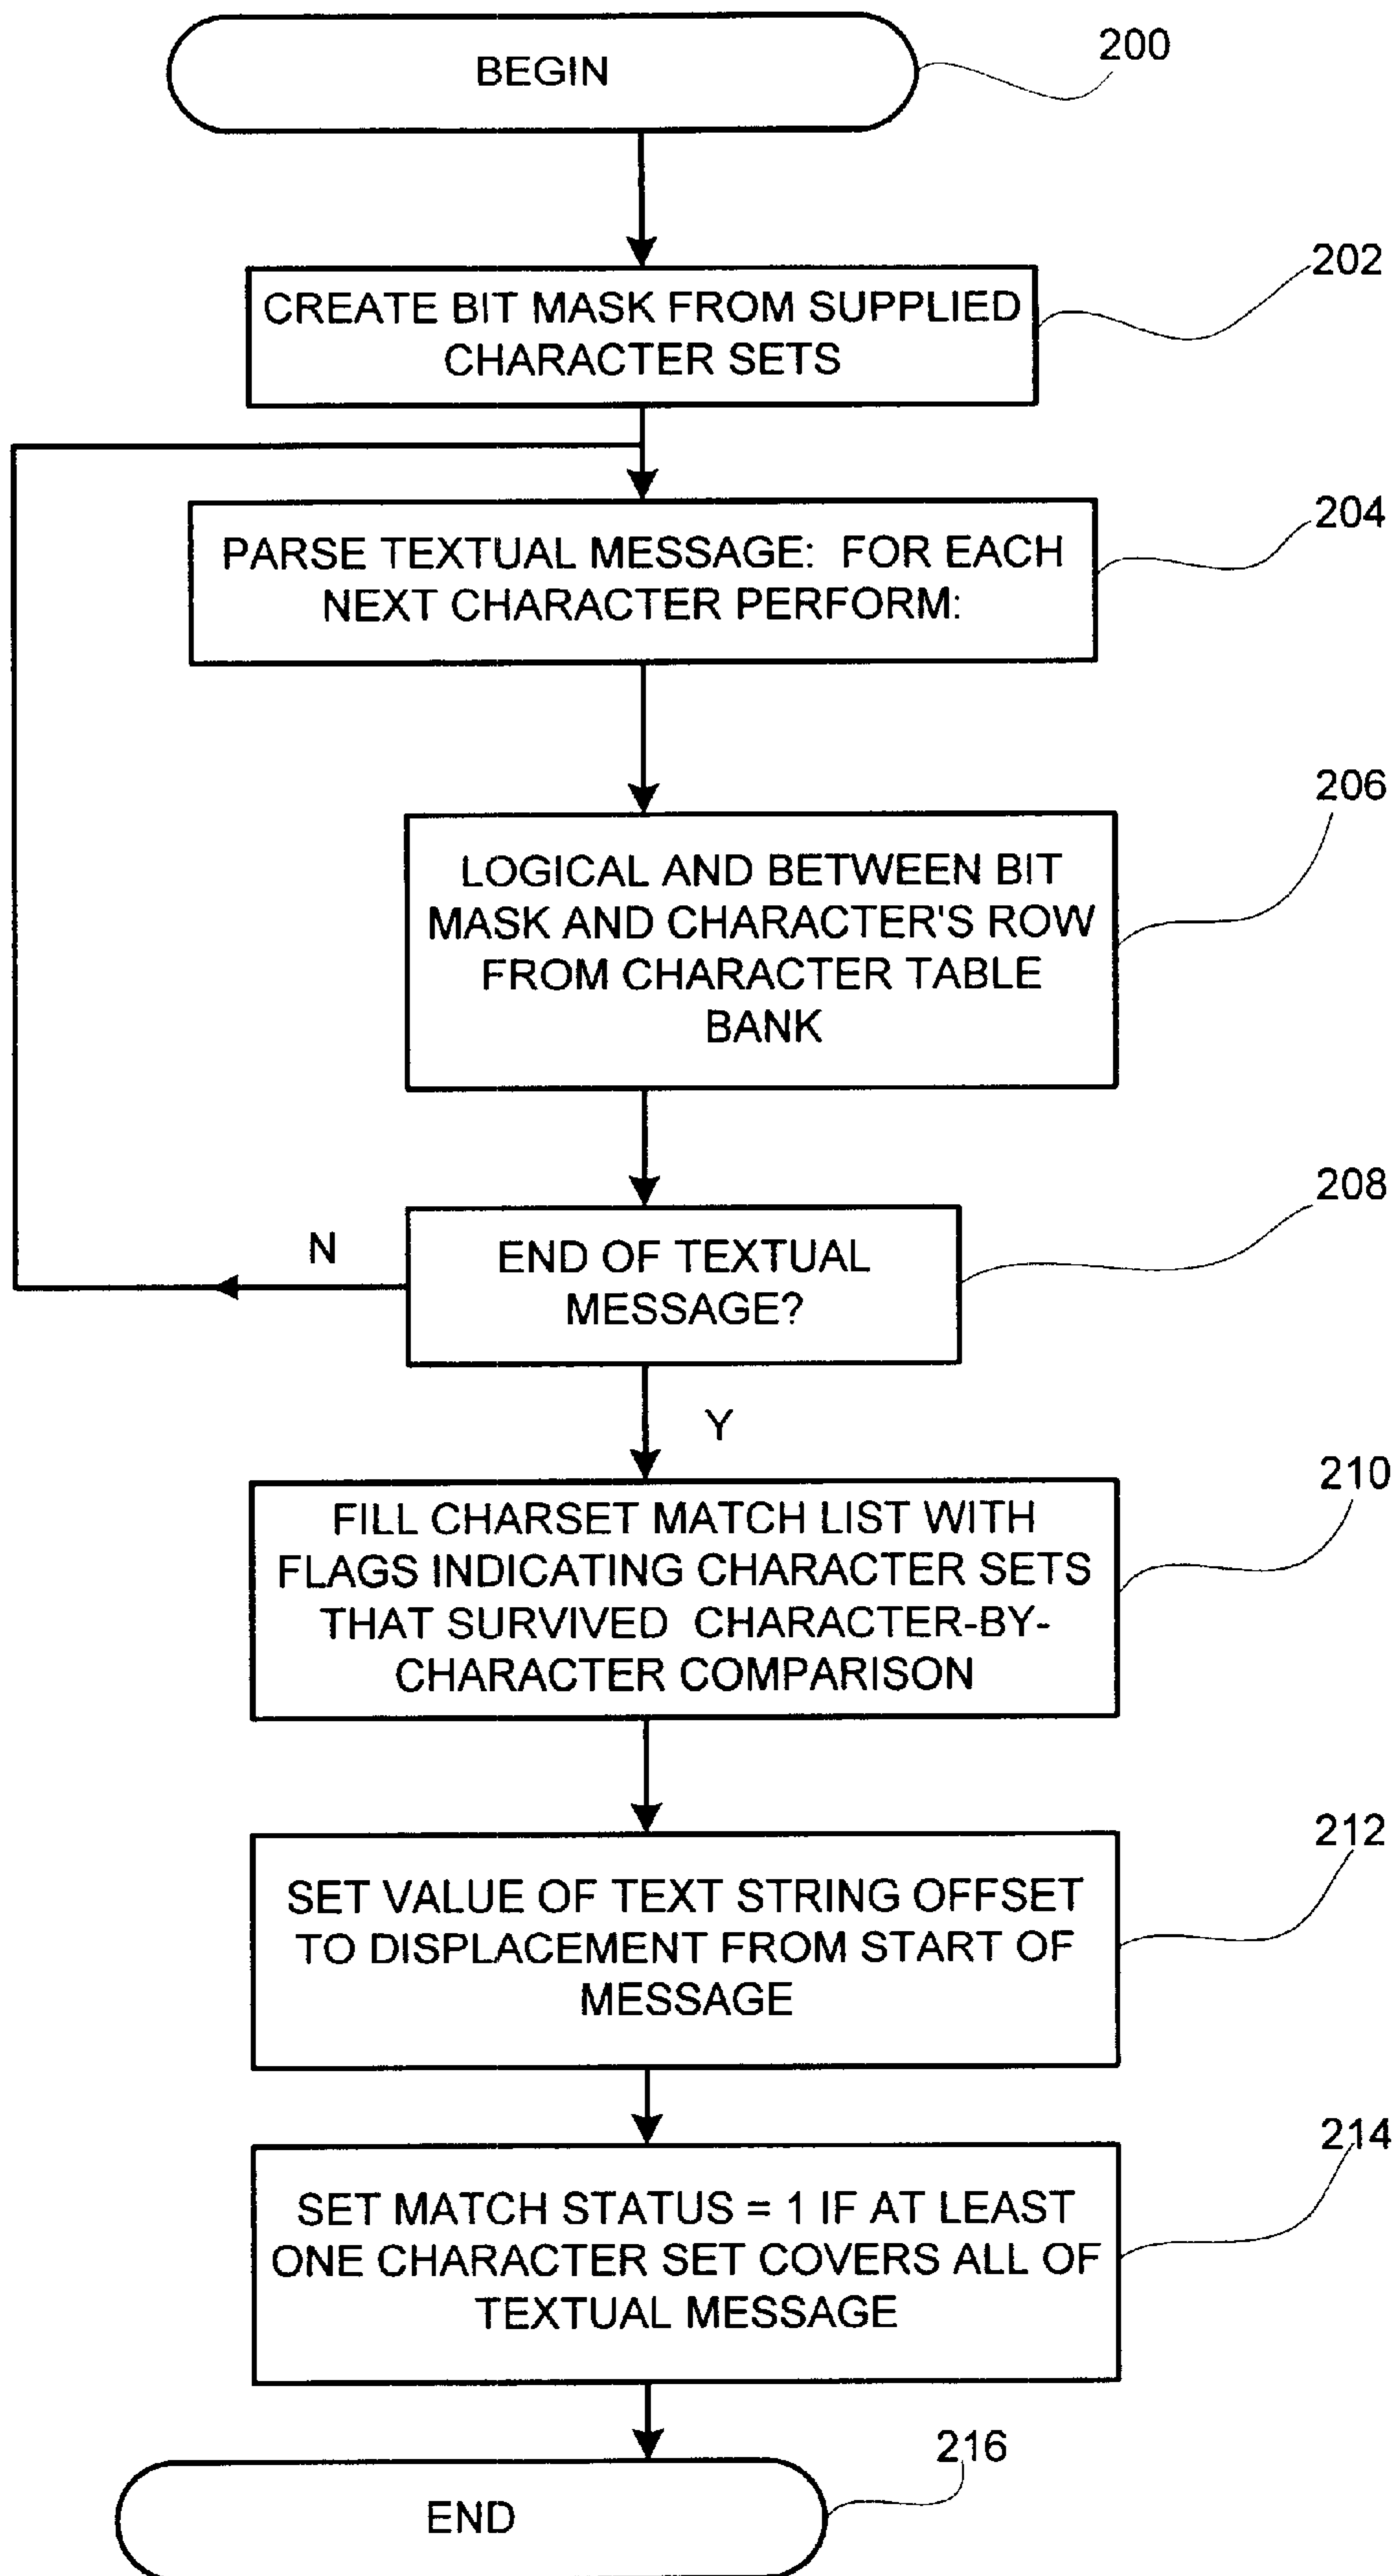 BEGIN
200
CREATE BIT MASK FROM SUPPLIED
CHARACTER SETS
202
PARSE TEXTUAL MESSAGE: FOR EACH
NEXT CHARACTER PERFORM:
204
LOGICAL AND BETWEEN BIT
MASK AND CHARACTER'S ROW
FROM CHARACTER TABLE
BANK
206
END OF TEXTUAL
MESSAGE?
208
N
Y
FILL CHARSET MATCH LIST WITH
FLAGS INDICATING CHARACTER SETS
THAT SURVIVED CHARACTER-BY-
CHARACTER COMPARISON
210
SET VALUE OF TEXT STRING OFFSET
TO DISPLACEMENT FROM START OF
MESSAGE
212
SET MATCH STATUS = 1 IF AT LEAST
ONE CHARACTER SET COVERS ALL OF
TEXTUAL MESSAGE
214
END
216